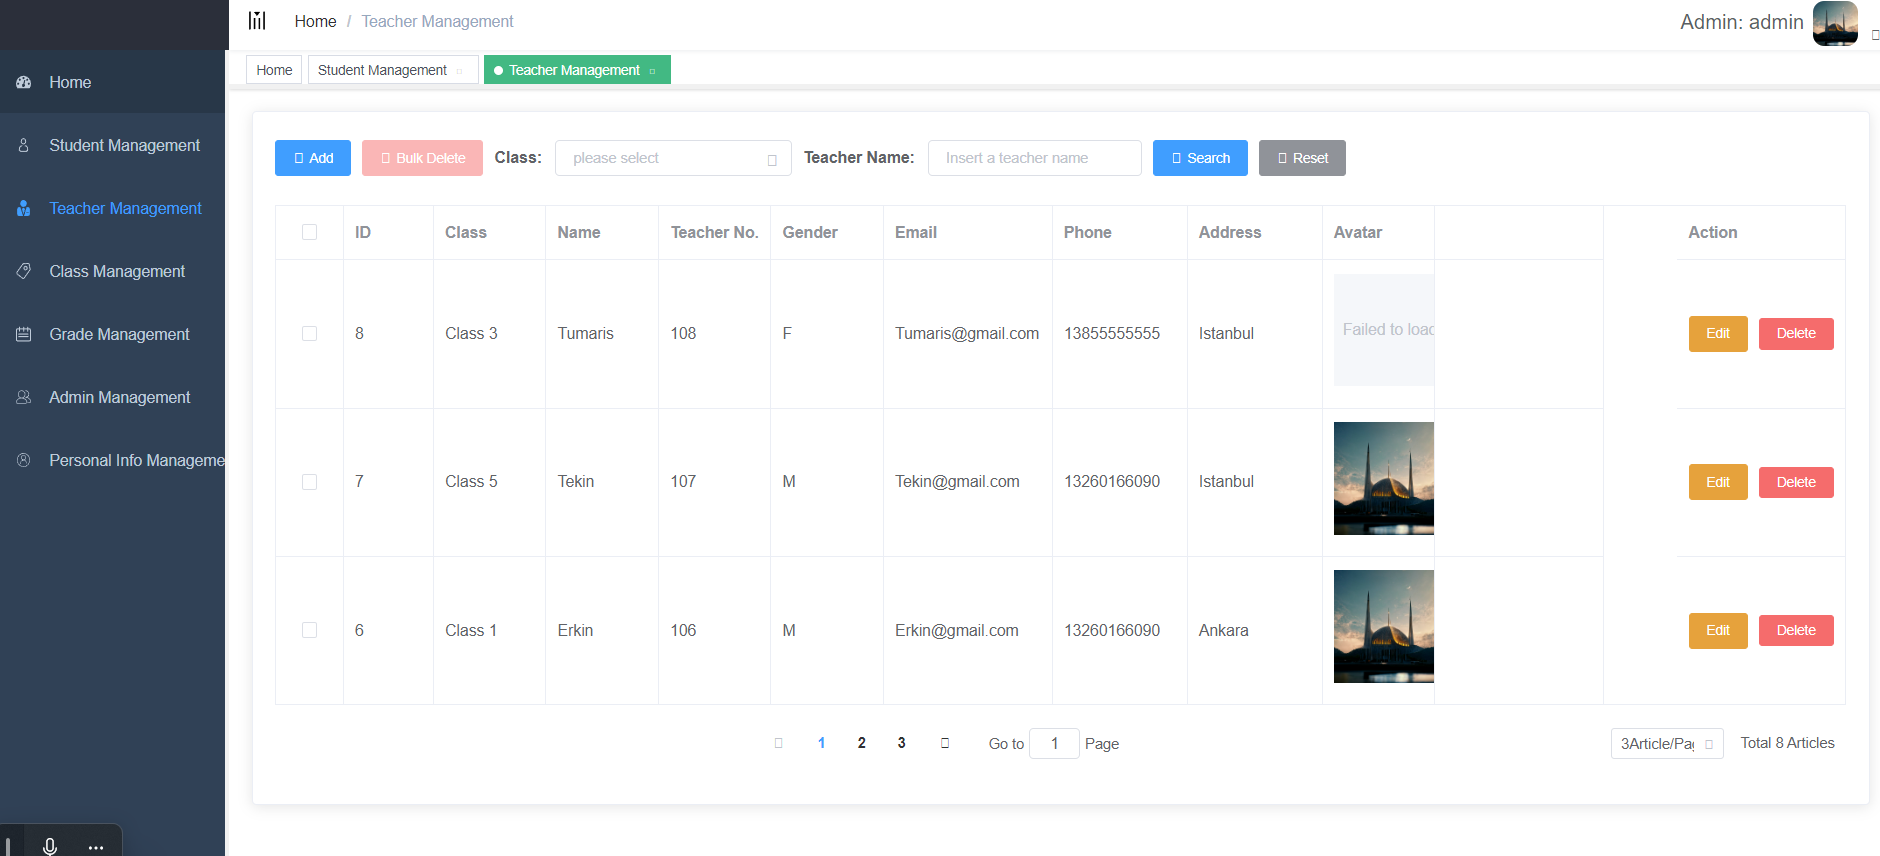 Home / Teacher Management
Admin: admin
Home
Student Management
Teacher Management
Home
Student Management
Teacher Management
Class Management
Grade Management
Admin Management
Personal Info Manageme
Add
Bulk Delete
Class:
please select
Teacher Name:
Insert a teacher name
Search
Reset
ID Class Name Teacher No. Gender Email Phone Address Avatar Action
8 Class 3 Tumaris 108 F Tumaris@gmail.com 13855555555 Istanbul Failed to load Edit Delete
7 Class 5 Tekin 107 M Tekin@gmail.com 13260166090 Istanbul Edit Delete
6 Class 1 Erkin 106 M Erkin@gmail.com 13260166090 Ankara Edit Delete
1 2 3 Go to 1 Page
3Article/Pag
Total 8 Articles